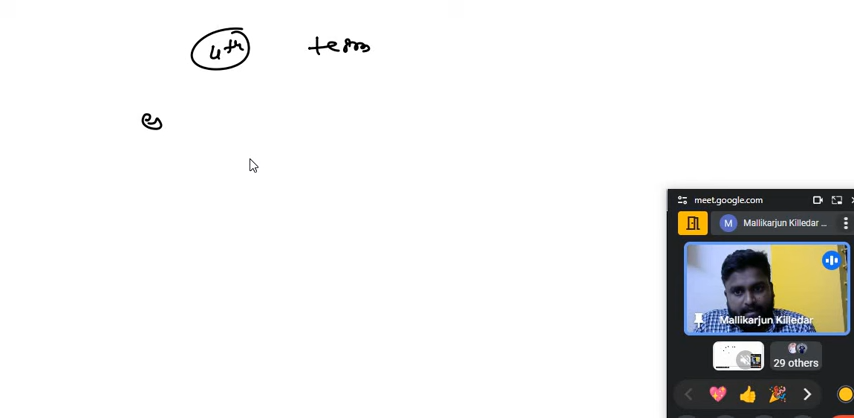 4th term
meet.google.com
M Mallikarjun Killedar ...
Mallikarjun Killedar
29 others